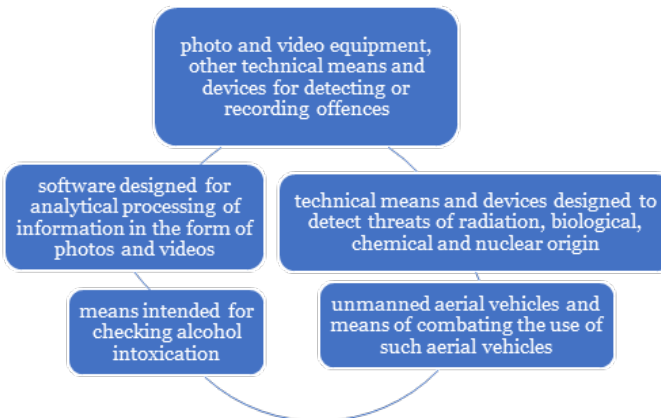 photo and video equipment,
other technical means and
devices for detecting or
recording offences
software designed for
analytical processing of
information in the form of
photos and videos
technical means and devices designed to
detect threats of radiation, biological,
chemical and nuclear origin
means intended for
checking alcohol
intoxication
unmanned aerial vehicles and
means of combating the use of
such aerial vehicles